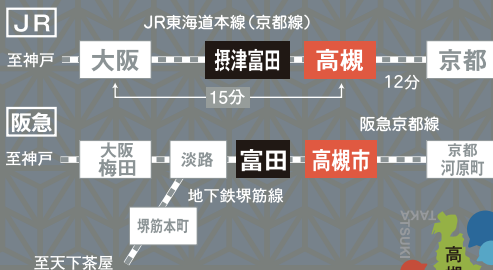 JR
JR東海道本線(京都線)
至神戸 大阪 摂津富田 高槻 京都
15分
12分
阪急
阪急京都線
至神戸 大阪梅田 淡路 富田 高槻市 京都河原町
地下鉄堺筋線
堺筋本町
至天下茶屋
TAKA
TSUKI
高槻